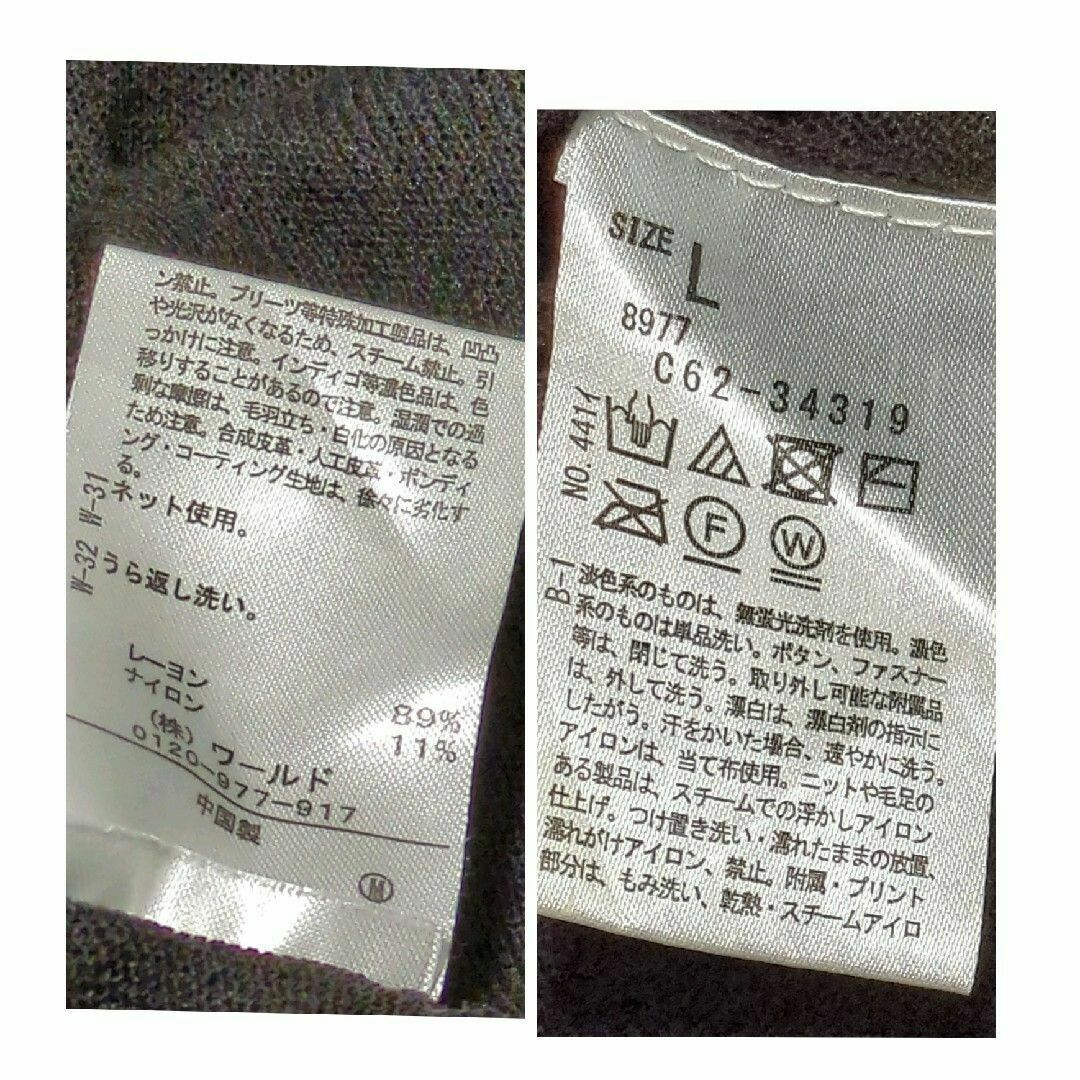 ン禁止。プリーツ等特殊加工製品は、凹凸
や光沢がなくなるため、スチーム禁止。引
っかけに注意。インディゴ等濃色品は、色
移りすることがあるので注意。湿潤での過
剰な摩擦は、毛羽立ち・白化の原因となる
ため注意。合成皮革・人工皮革・ボンディ
ング・コーティング生地は、徐々に劣化す
る。
W-31 ネット使用。
W-32 うら返し洗い。
レーヨン 89%
ナイロン 11%
(株) ワールド
0120-977-917
中国製
M
SIZE L
8977
C62-34319
NO. 4411
F W
B-1 淡色系のものは、無蛍光洗剤を使用。濃色
系のものは単品洗い。ボタン、ファスナー
等は、閉じて洗う。取り外し可能な附属品
は、外して洗う。漂白は、漂白剤の指示に
したがう。汗をかいた場合、速やかに洗う。
アイロンは、当て布使用。ニットや毛足の
ある製品は、スチームでの浮かしアイロン
仕上げ。つけ置き洗い・濡れたままの放置、
濡れがけアイロン、禁止。附属・プリント
部分は、もみ洗い、乾熱・スチームアイロ